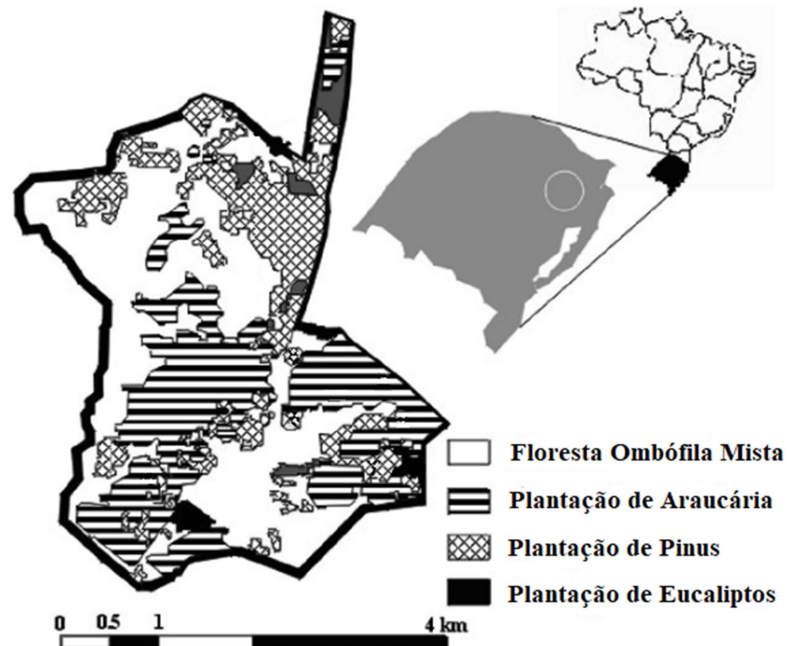 Floresta Ombófila Mista
Plantação de Araucária
Plantação de Pinus
Plantação de Eucaliptos
0 0.5 1 4 km